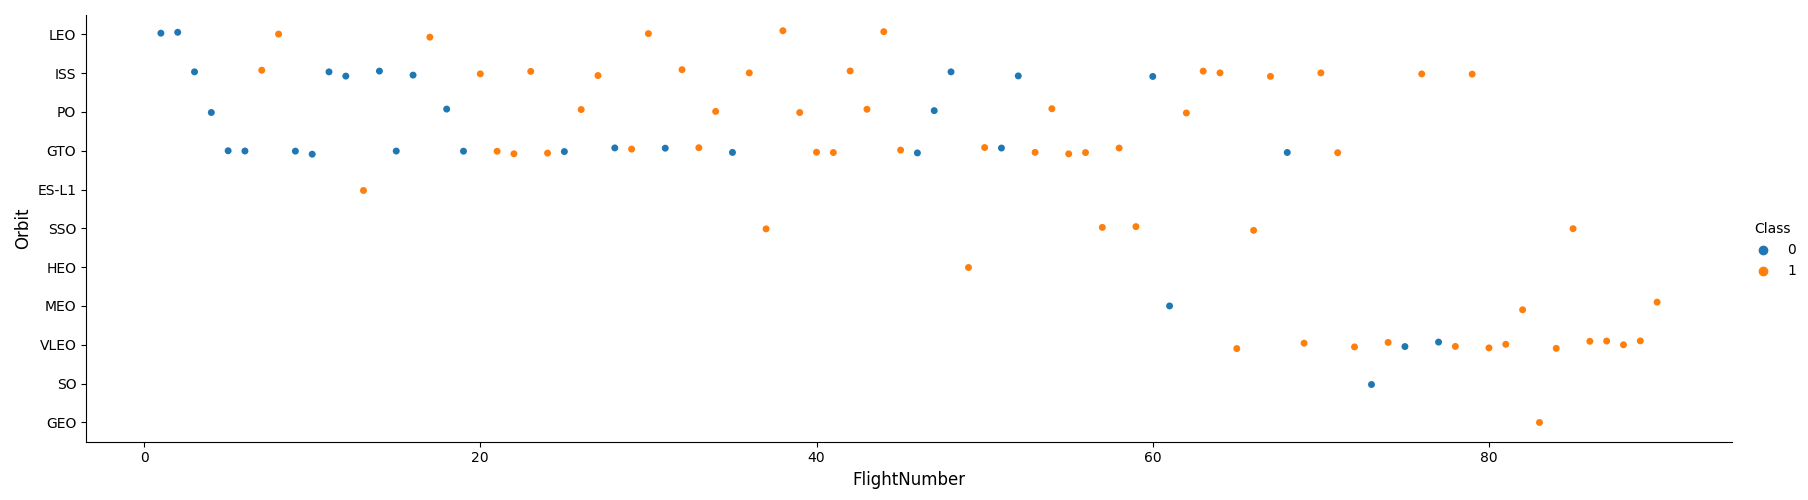 LEO
ISS
PO
GTO
ES-L1
SSO
HEO
MEO
VLEO
SO
GEO
Orbit
0 20 40 60 80
FlightNumber
Class
0
1